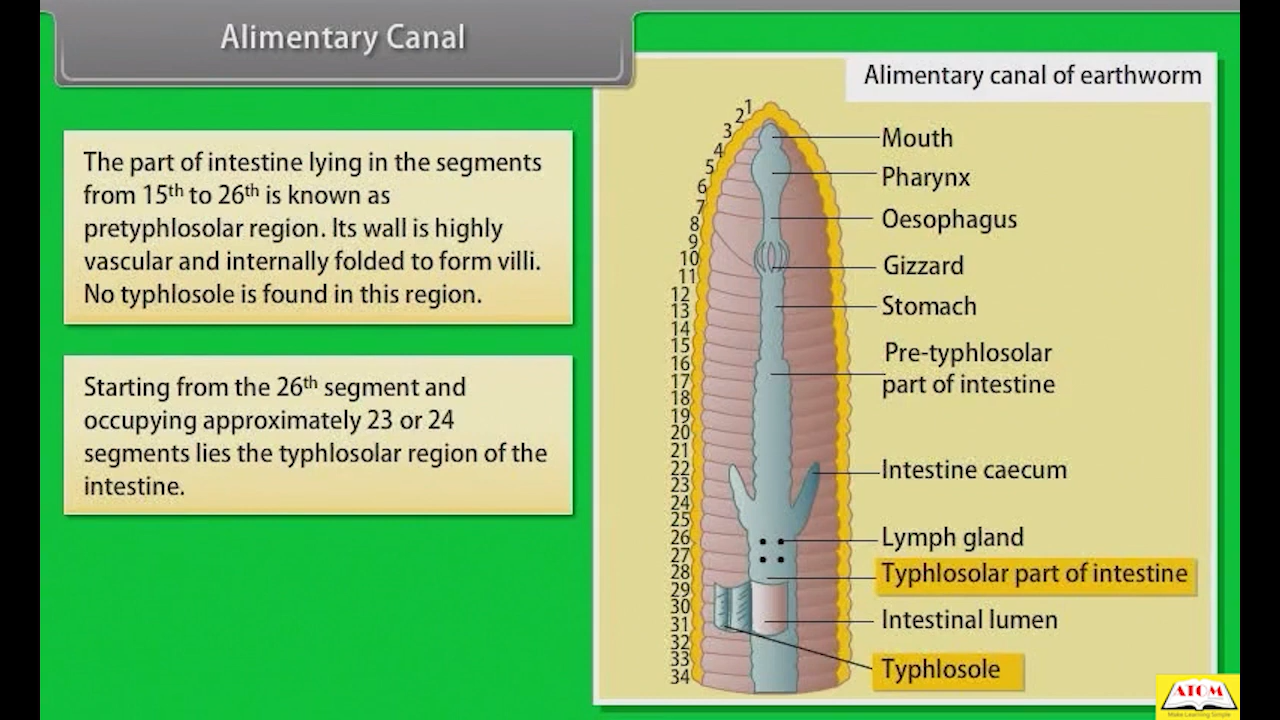 Alimentary Canal
The part of intestine lying in the segments
from 15th to 26th is known as
pretyphlosolar region. Its wall is highly
vascular and internally folded to form villi.
No typhlosole is found in this region.
Starting from the 26th segment and
occupying approximately 23 or 24
segments lies the typhlosolar region of the
intestine.
Alimentary canal of earthworm
1
2
3
4
5
6
7
8
9
10
11
12
13
14
15
16
17
18
19
20
21
22
23
24
25
26
27
28
29
30
31
32
33
34
Mouth
Pharynx
Oesophagus
Gizzard
Stomach
Pre-typhlosolar
part of intestine
Intestine caecum
Lymph gland
Typhlosolar part of intestine
Intestinal lumen
Typhlosole
ATOM
Make Learning Simple